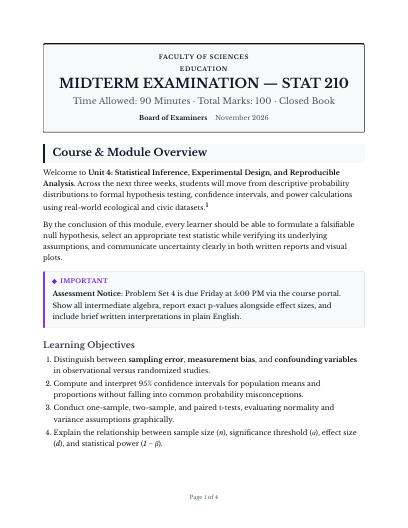 FACULTY OF SCIENCES
EDUCATION
MIDTERM EXAMINATION — STAT 210
Time Allowed: 90 Minutes · Total Marks: 100 · Closed Book
Board of Examiners November 2026
Course & Module Overview
Welcome to Unit 4: Statistical Inference, Experimental Design, and Reproducible
Analysis. Across the next three weeks, students will move from descriptive probability
distributions to formal hypothesis testing, confidence intervals, and power calculations
using real-world ecological and civic datasets.¹
By the conclusion of this module, every learner should be able to formulate a falsifiable
null hypothesis, select an appropriate test statistic while verifying its underlying
assumptions, and communicate uncertainty clearly in both written reports and visual
plots.
◆ IMPORTANT
Assessment Notice: Problem Set 4 is due Friday at 5:00 PM via the course portal.
Show all intermediate algebra, report exact p-values alongside effect sizes, and
include brief written interpretations in plain English.
Learning Objectives
1. Distinguish between sampling error, measurement bias, and confounding variables
in observational versus randomized studies.
2. Compute and interpret 95% confidence intervals for population means and
proportions without falling into common probability misconceptions.
3. Conduct one-sample, two-sample, and paired t-tests, evaluating normality and
variance assumptions graphically.
4. Explain the relationship between sample size (n), significance threshold (α), effect size
(d), and statistical power (1 − β).
Page 1 of 4